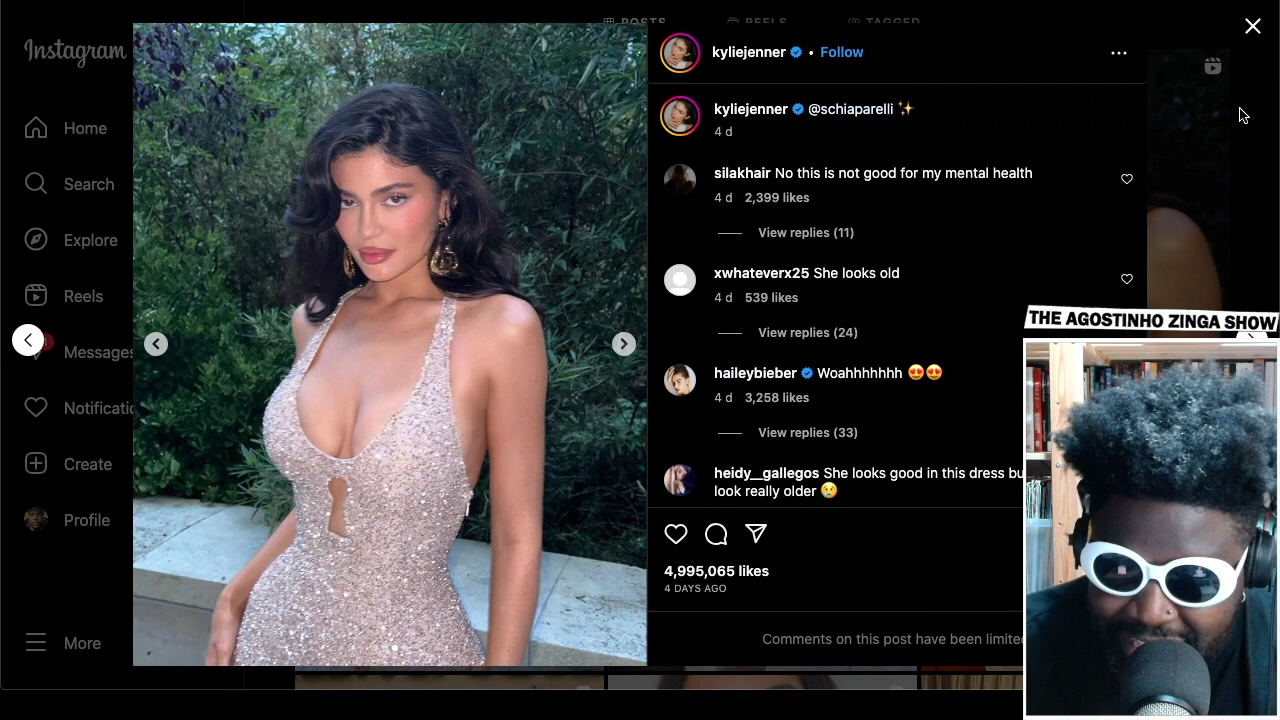 POSTS
REELS
TAGGED
Instagram
Home
Search
Explore
Reels
Messages
Notificatio
Create
Profile
More
kyliejenner • Follow
kyliejenner @schiaparelli ✨
4 d
silakhair No this is not good for my mental health
4 d 2,399 likes
View replies (11)
xwhateverx25 She looks old
4 d 539 likes
View replies (24)
haileybieber Woahhhhhhh 😍😍
4 d 3,258 likes
View replies (33)
heidy__gallegos She looks good in this dress bu
look really older 😢
4,995,065 likes
4 DAYS AGO
Comments on this post have been limited
THE AGOSTINHO ZINGA SHOW